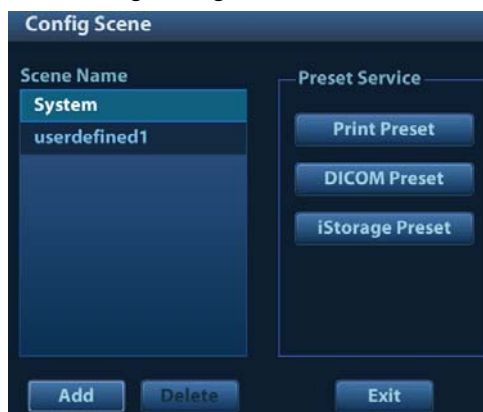 Config Scene
Scene Name
Preset Service
System
userdefined1
Print Preset
DICOM Preset
iStorage Preset
Add
Delete
Exit